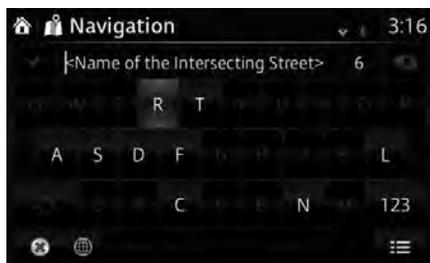 Navigation 3:16
<Name of the Intersecting Street> 6
R T
A S D F L
C N 123